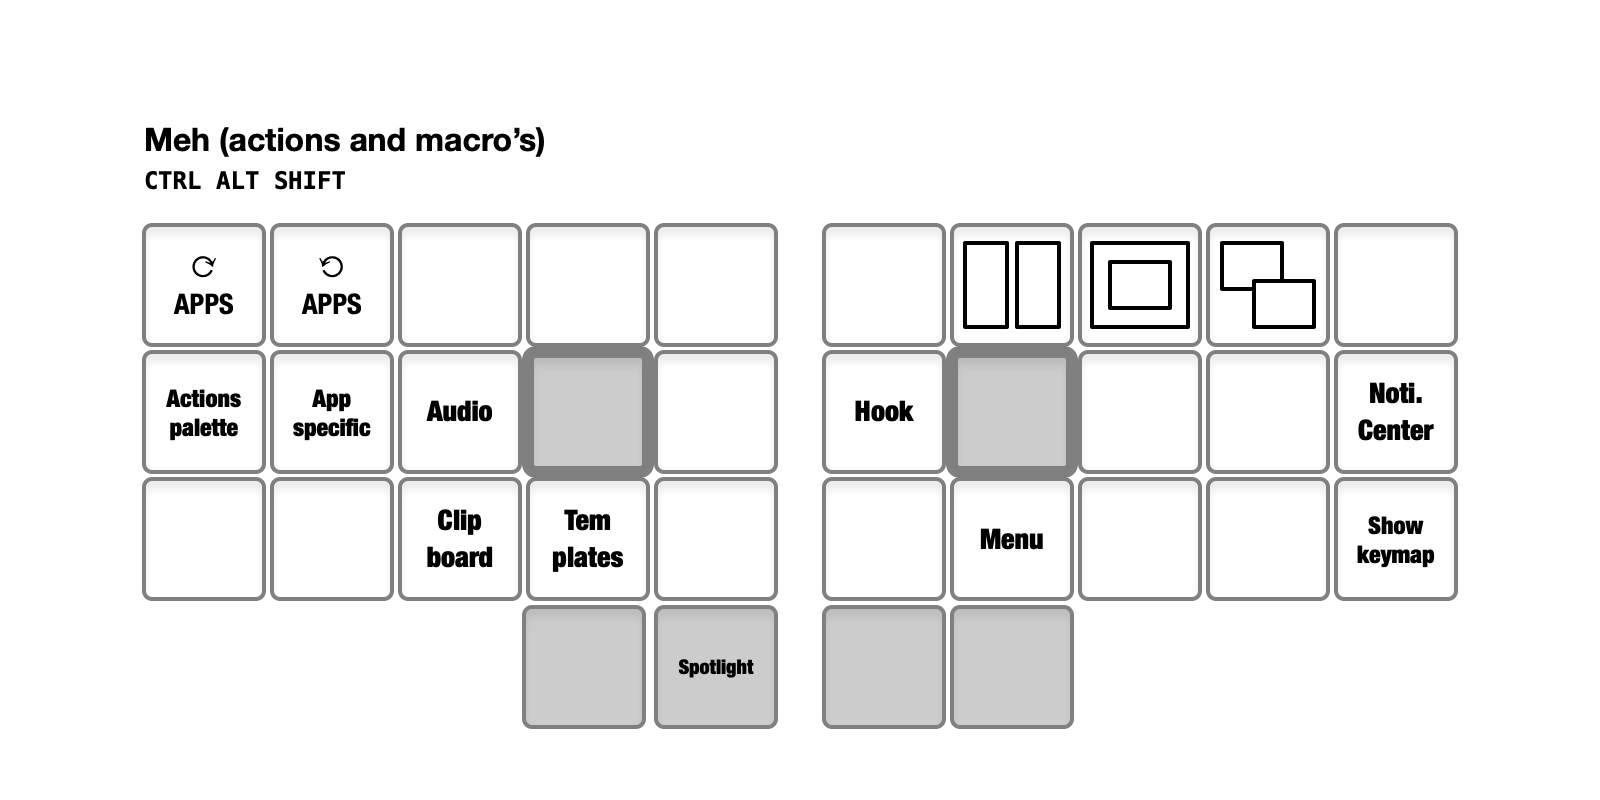 Meh (actions and macro’s)
CTRL ALT SHIFT
APPS
APPS
Actions
palette
App
specific
Audio
Hook
Noti.
Center
Clip
board
Tem
plates
Menu
Show
keymap
Spotlight